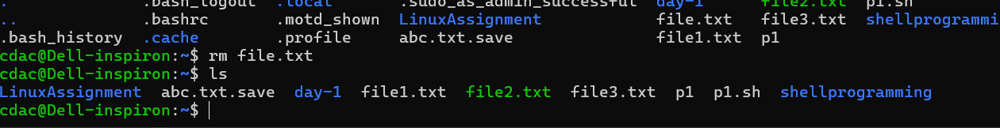 .                .bash_logout  .local        .sudo_as_admin_successful  day-1      file2.txt  p1.sh
..               .bashrc       .motd_shown  LinuxAssignment            file.txt   file3.txt  shellprogrammi
.bash_history  .cache        .profile     abc.txt.save               file1.txt  p1
cdac@Dell-inspiron:~$ rm file.txt
cdac@Dell-inspiron:~$ ls
LinuxAssignment  abc.txt.save  day-1  file1.txt  file2.txt  file3.txt  p1  p1.sh  shellprogramming
cdac@Dell-inspiron:~$